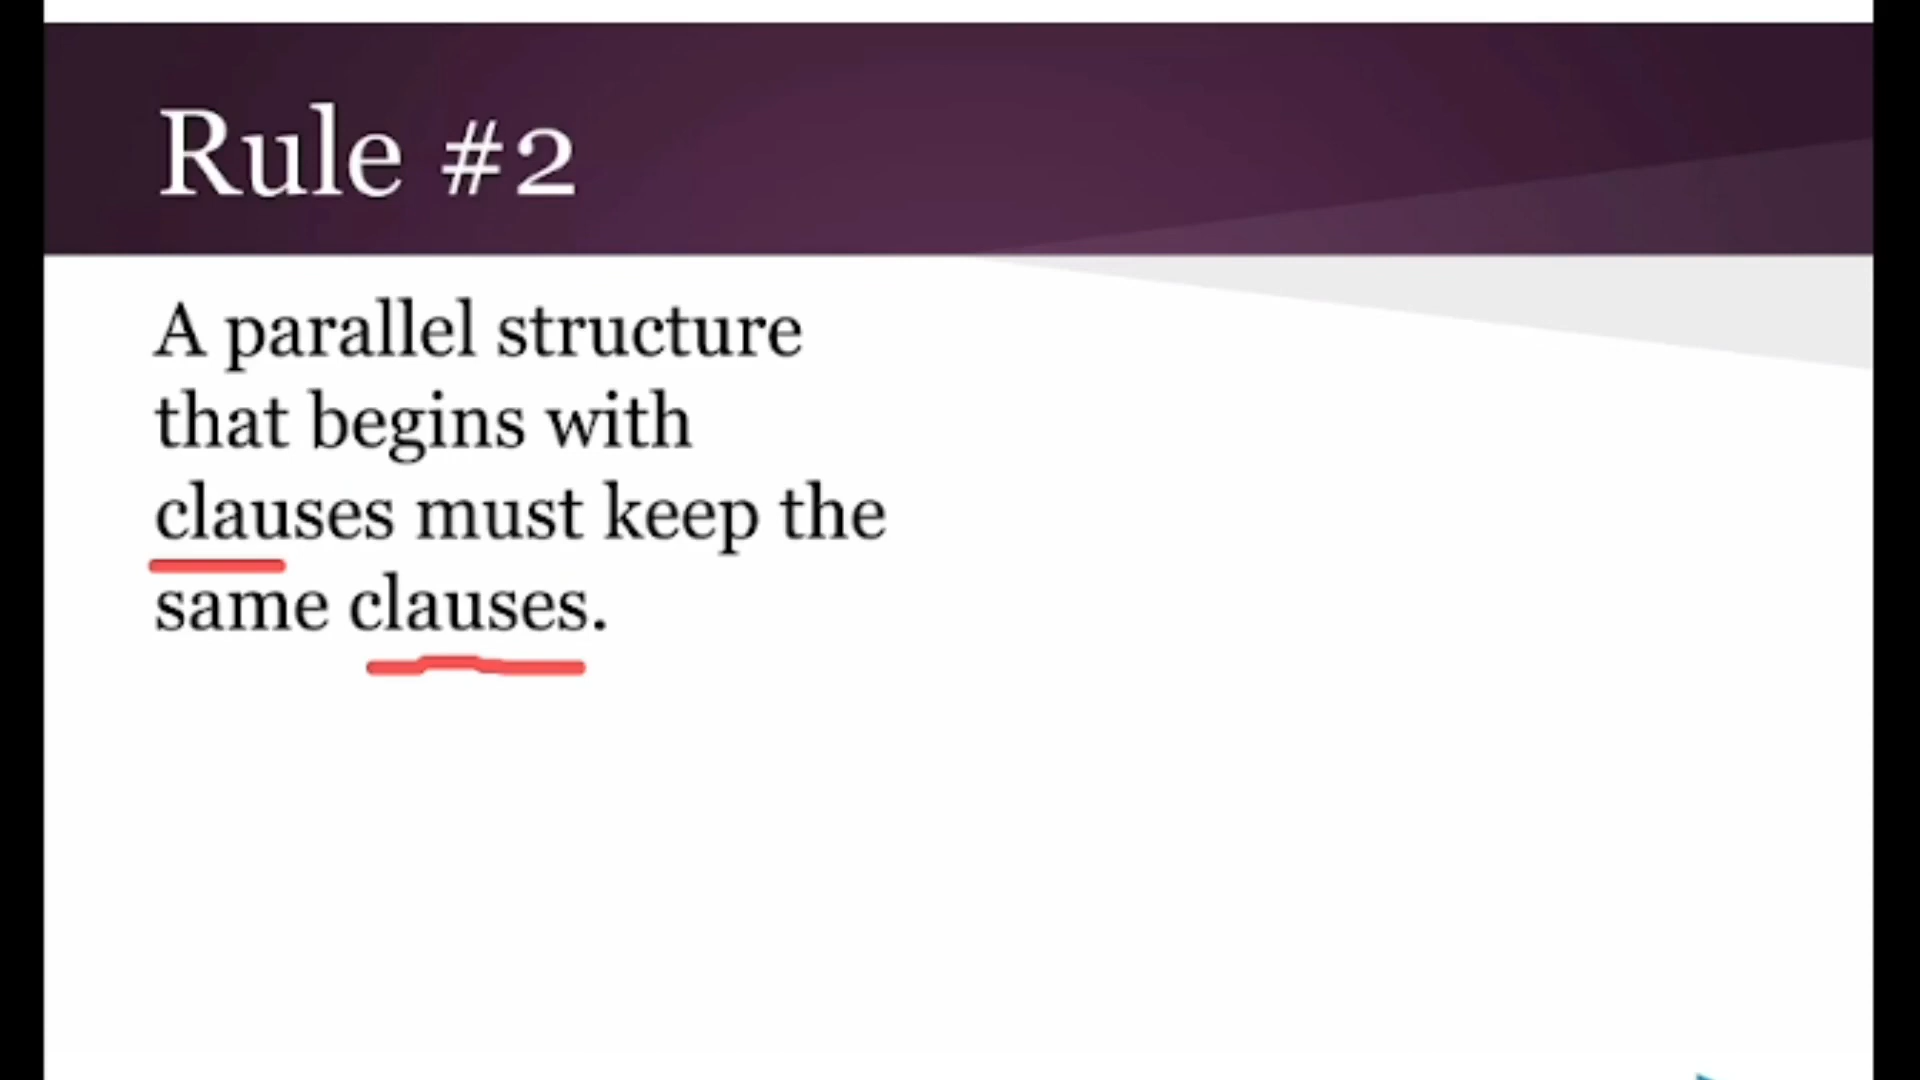 Rule #2
A parallel structure
that begins with
clauses must keep the
same clauses.